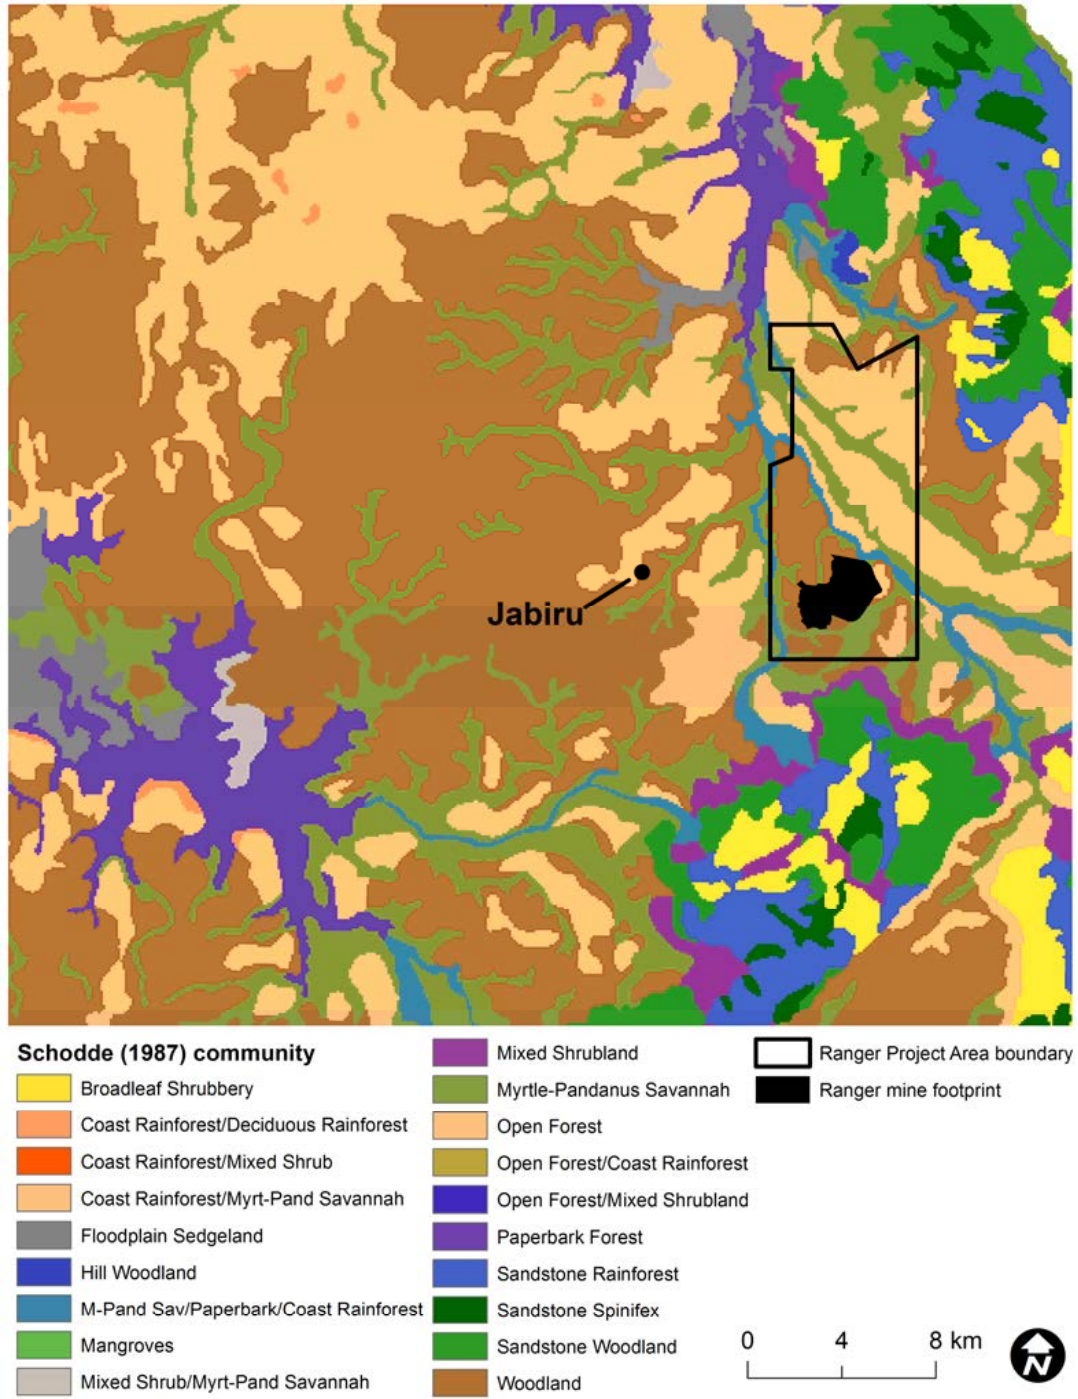 Jabiru
Schodde (1987) community
Broadleaf Shrubbery
Coast Rainforest/Deciduous Rainforest
Coast Rainforest/Mixed Shrub
Coast Rainforest/Myrt-Pand Savannah
Floodplain Sedgeland
Hill Woodland
M-Pand Sav/Paperbark/Coast Rainforest
Mangroves
Mixed Shrub/Myrt-Pand Savannah
Mixed Shrubland
Myrtle-Pandanus Savannah
Open Forest
Open Forest/Coast Rainforest
Open Forest/Mixed Shrubland
Paperbark Forest
Sandstone Rainforest
Sandstone Spinifex
Sandstone Woodland
Woodland
Ranger Project Area boundary
Ranger mine footprint
0 4 8 km
N